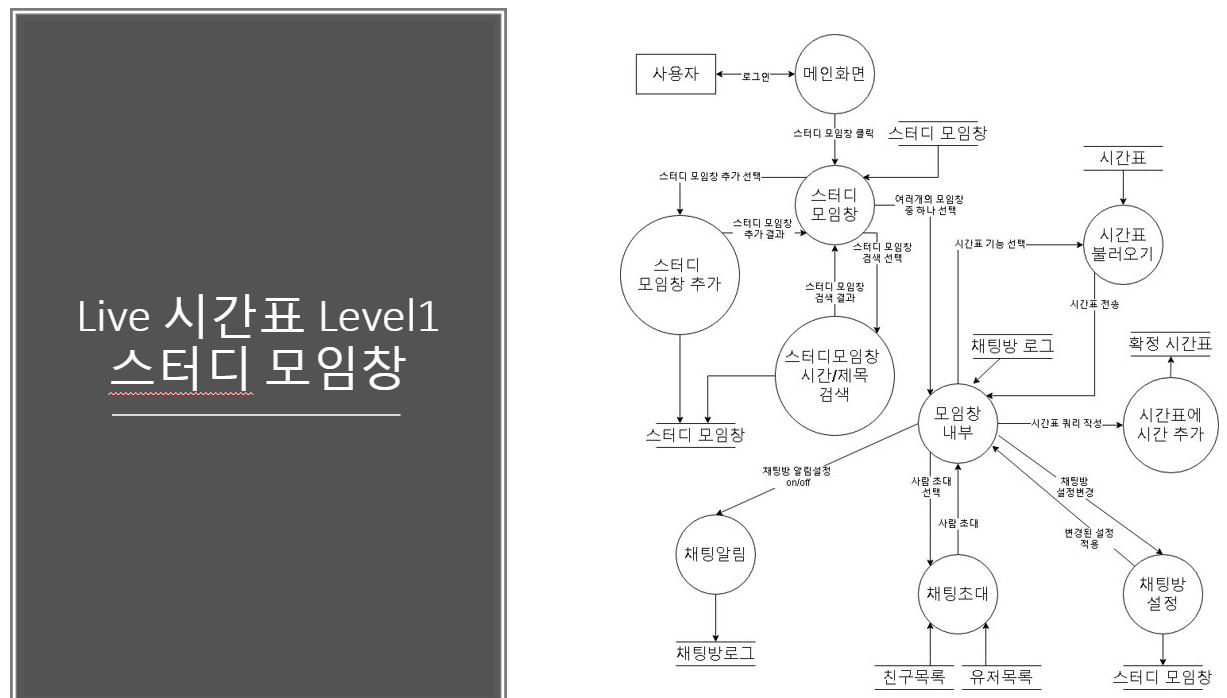 Live 시간표 Level1
스터디 모임창
사용자
로그인
메인화면
스터디 모임창 클릭
스터디 모임창
시간표
스터디 모임창 추가 선택
스터디
모임창
여러개의 모임창
중 하나 선택
스터디 모임창
추가 결과
스터디 모임창
검색 선택
시간표 기능 선택
시간표
불러오기
스터디
모임창 추가
스터디 모임창
검색 결과
시간표 전송
스터디모임창
시간/제목
검색
채팅방 로그
확정 시간표
스터디 모임창
모임창
내부
시간표 쿼리 작성
시간표에
시간 추가
채팅방 알림설정
on/off
사람 초대
선택
채팅방
설정변경
사람 초대
변경된 설정
적용
채팅알림
채팅초대
채팅방
설정
채팅방로그
친구목록
유저목록
스터디 모임창